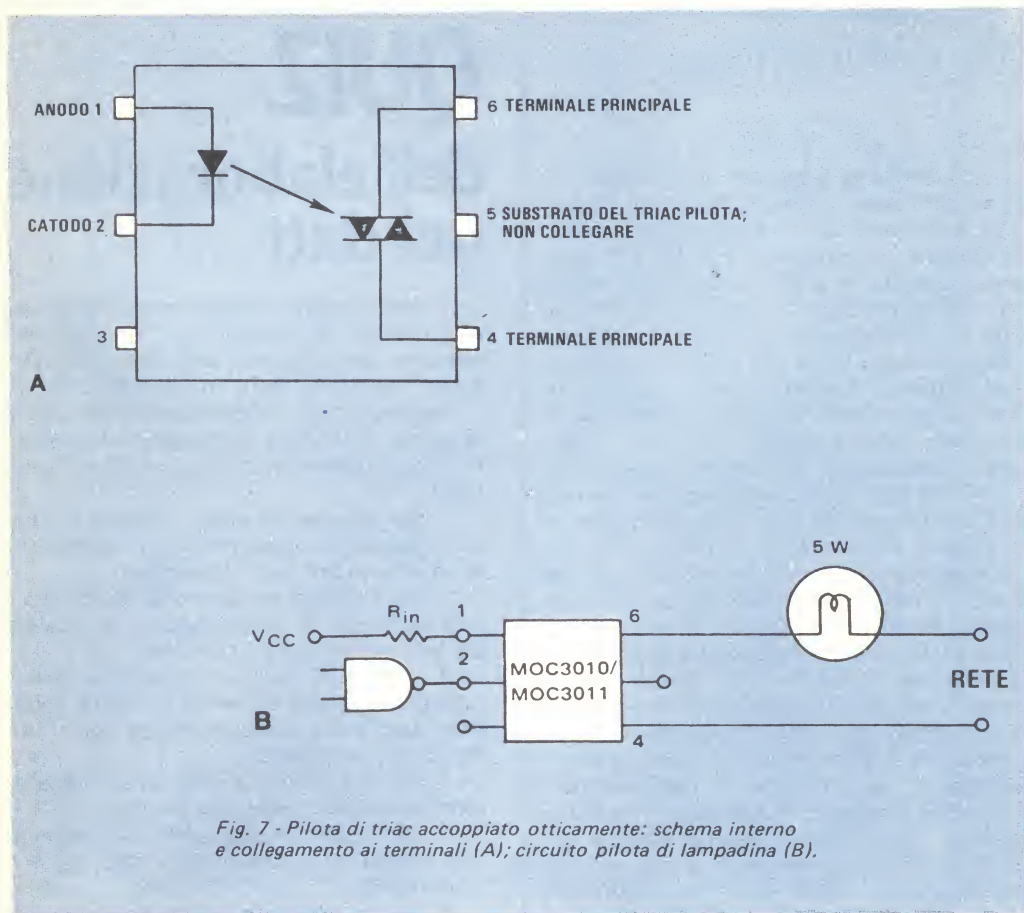 ANODO 1
6 TERMINALE PRINCIPALE
CATODO 2
5 SUBSTRATO DEL TRIAC PILOTA;
NON COLLEGARE
3
4 TERMINALE PRINCIPALE
A
5 W
Rin
1
6
VCC
2
MOC3010/
MOC3011
RETE
B
4
Fig. 7 - Pilota di triac accoppiato otticamente: schema interno
e collegamento ai terminali (A); circuito pilota di lampadina (B).